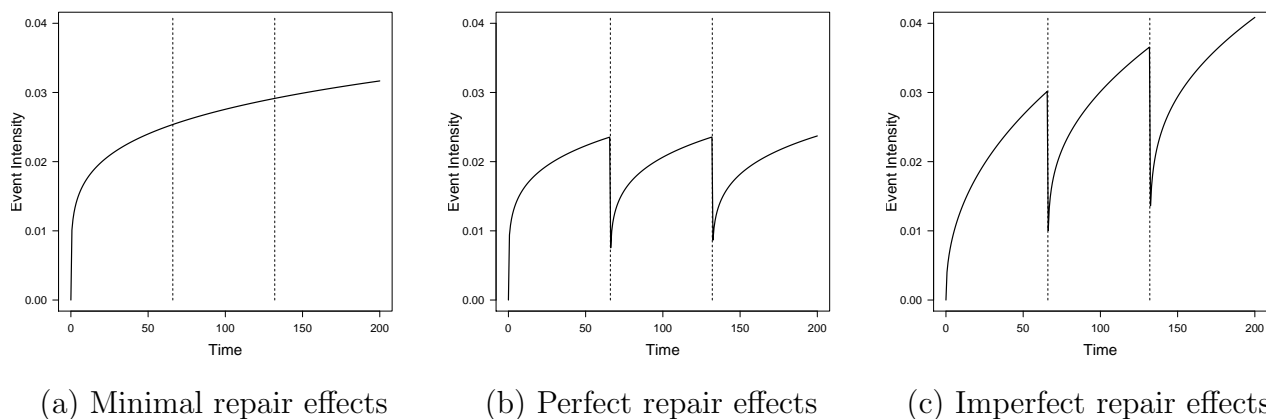 0.04
0.03
0.02
0.01
0.00
Event Intensity
0 50 100 150 200
Time
(a) Minimal repair effects
0.04
0.03
0.02
0.01
0.00
Event Intensity
0 50 100 150 200
Time
(b) Perfect repair effects
0.04
0.03
0.02
0.01
0.00
Event Intensity
0 50 100 150 200
Time
(c) Imperfect repair effects